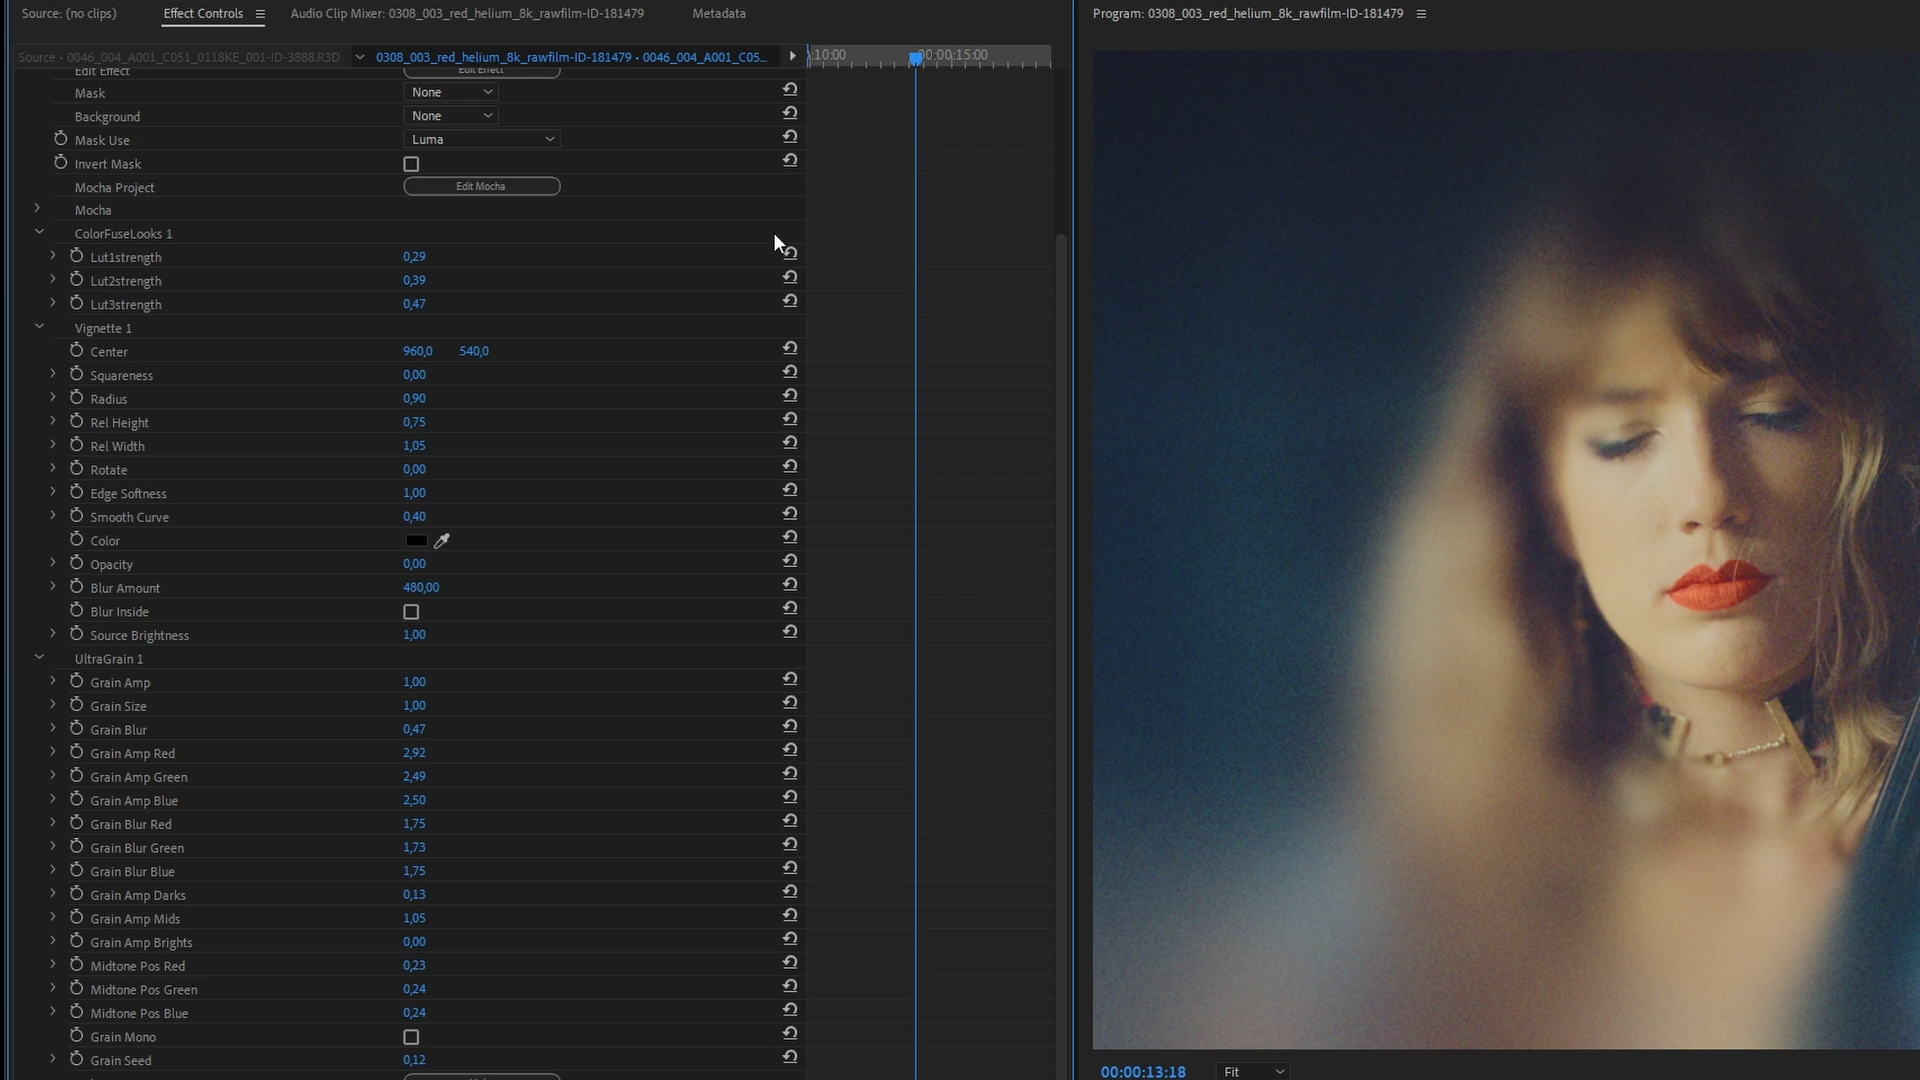 Source: (no clips) Effect Controls Audio Clip Mixer: 0308_003_red_helium_8k_rawfilm-ID-181479 Metadata Program: 0308_003_red_helium_8k_rawfilm-ID-181479
Source • 0046_004_A001_C051_0118KE_001-ID-3888.R3D 0308_003_red_helium_8k_rawfilm-ID-181479 • 0046_004_A001_C05... :10:00 00:00:15:00
Edit Effect Edit Effect
Mask None
Background None
Mask Use Luma
Invert Mask
Mocha Project Edit Mocha
Mocha
ColorFuseLooks 1
Lut1strength 0,29
Lut2strength 0,39
Lut3strength 0,47
Vignette 1
Center 960,0 540,0
Squareness 0,00
Radius 0,90
Rel Height 0,75
Rel Width 1,05
Rotate 0,00
Edge Softness 1,00
Smooth Curve 0,40
Color
Opacity 0,00
Blur Amount 480,00
Blur Inside
Source Brightness 1,00
UltraGrain 1
Grain Amp 1,00
Grain Size 1,00
Grain Blur 0,47
Grain Amp Red 2,92
Grain Amp Green 2,49
Grain Amp Blue 2,50
Grain Blur Red 1,75
Grain Blur Green 1,73
Grain Blur Blue 1,75
Grain Amp Darks 0,13
Grain Amp Mids 1,05
Grain Amp Brights 0,00
Midtone Pos Red 0,23
Midtone Pos Green 0,24
Midtone Pos Blue 0,24
Grain Mono
Grain Seed 0,12
00:00:13:18 Fit